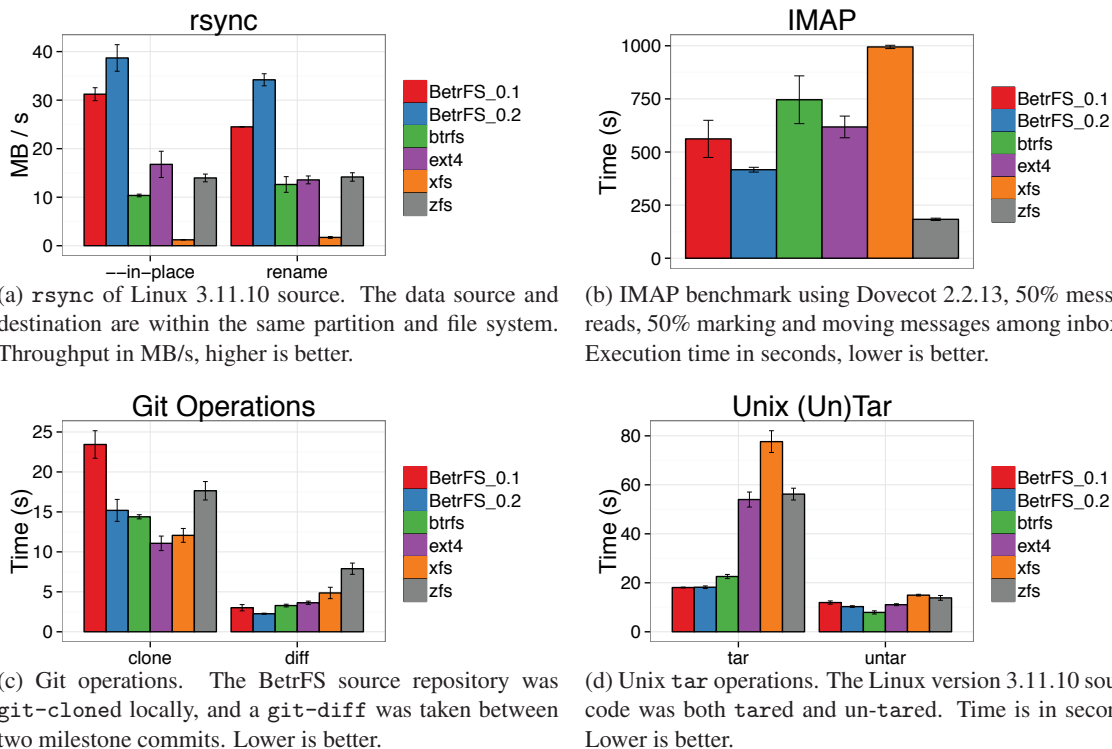 rsync
MB / s
40
30
20
10
0
--in-place
rename
BetrFS_0.1
BetrFS_0.2
btrfs
ext4
xfs
zfs
(a) rsync of Linux 3.11.10 source. The data source and
destination are within the same partition and file system.
Throughput in MB/s, higher is better.
IMAP
Time (s)
1000
750
500
250
0
BetrFS_0.1
BetrFS_0.2
btrfs
ext4
xfs
zfs
(b) IMAP benchmark using Dovecot 2.2.13, 50% mess
reads, 50% marking and moving messages among inbox
Execution time in seconds, lower is better.
Git Operations
Time (s)
25
20
15
10
5
0
clone
diff
BetrFS_0.1
BetrFS_0.2
btrfs
ext4
xfs
zfs
(c) Git operations. The BetrFS source repository was
git-cloned locally, and a git-diff was taken between
two milestone commits. Lower is better.
Unix (Un)Tar
Time (s)
80
60
40
20
0
tar
untar
BetrFS_0.1
BetrFS_0.2
btrfs
ext4
xfs
zfs
(d) Unix tar operations. The Linux version 3.11.10 sou
code was both tared and un-tared. Time is in secon
Lower is better.